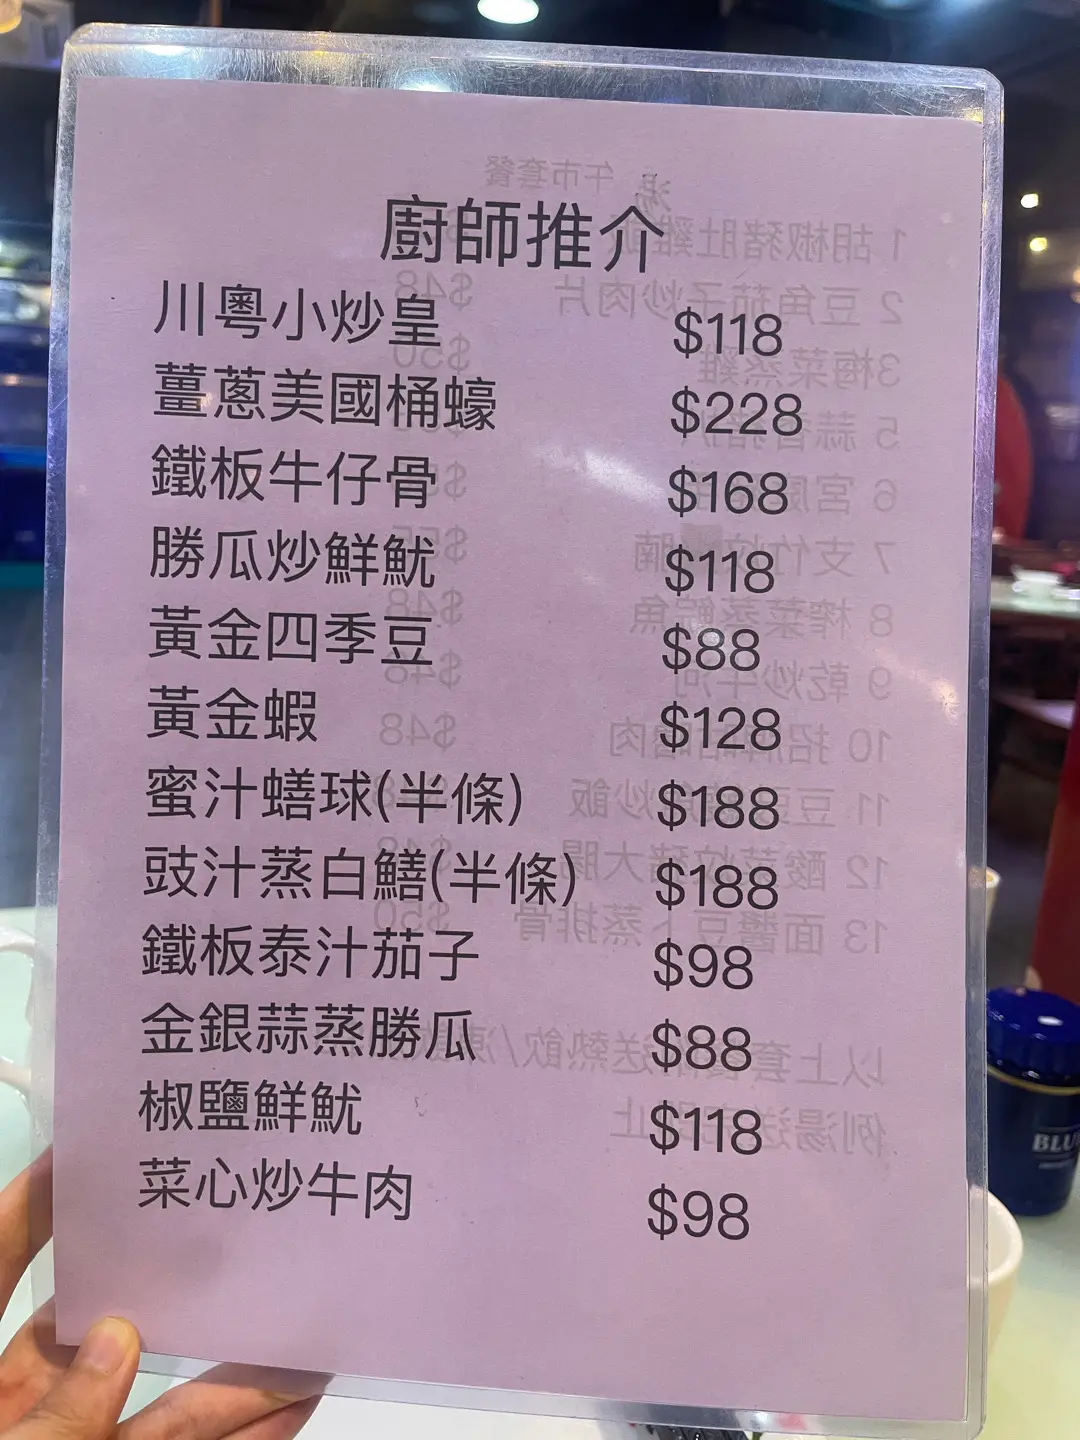 廚師推介
川粵小炒皇 $118
薑蔥美國桶蠔 $228
鐵板牛仔骨 $168
勝瓜炒鮮魷 $118
黃金四季豆 $88
黃金蝦 $128
蜜汁蟮球(半條) $188
豉汁蒸白鱔(半條) $188
鐵板泰汁茄子 $98
金銀蒜蒸勝瓜 $88
椒鹽鮮魷 $118
菜心炒牛肉 $98